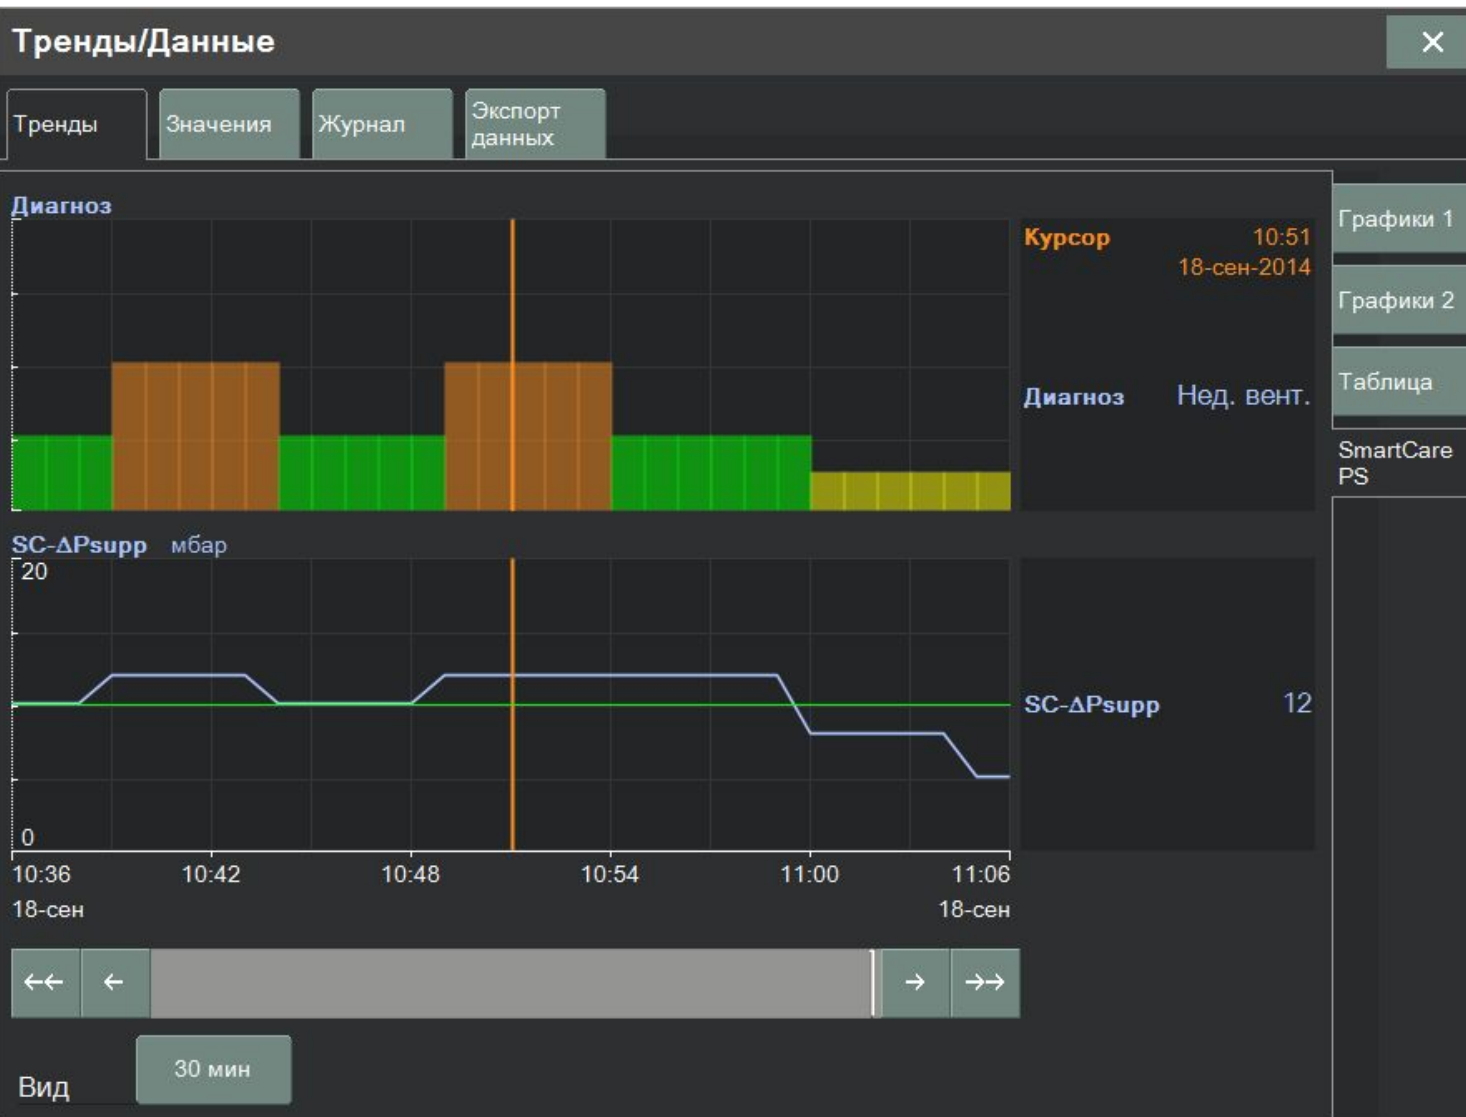 Тренды/Данные
Тренды
Значения
Журнал
Экспорт
данных
Диагноз
Курсор 10:51
18-сен-2014
Диагноз Нед. вент.
Графики 1
Графики 2
Таблица
SmartCare
PS
SC-ΔPsupp мбар
20
0
SC-ΔPsupp 12
10:36 10:42 10:48 10:54 11:00 11:06
18-сен 18-сен
Вид 30 мин